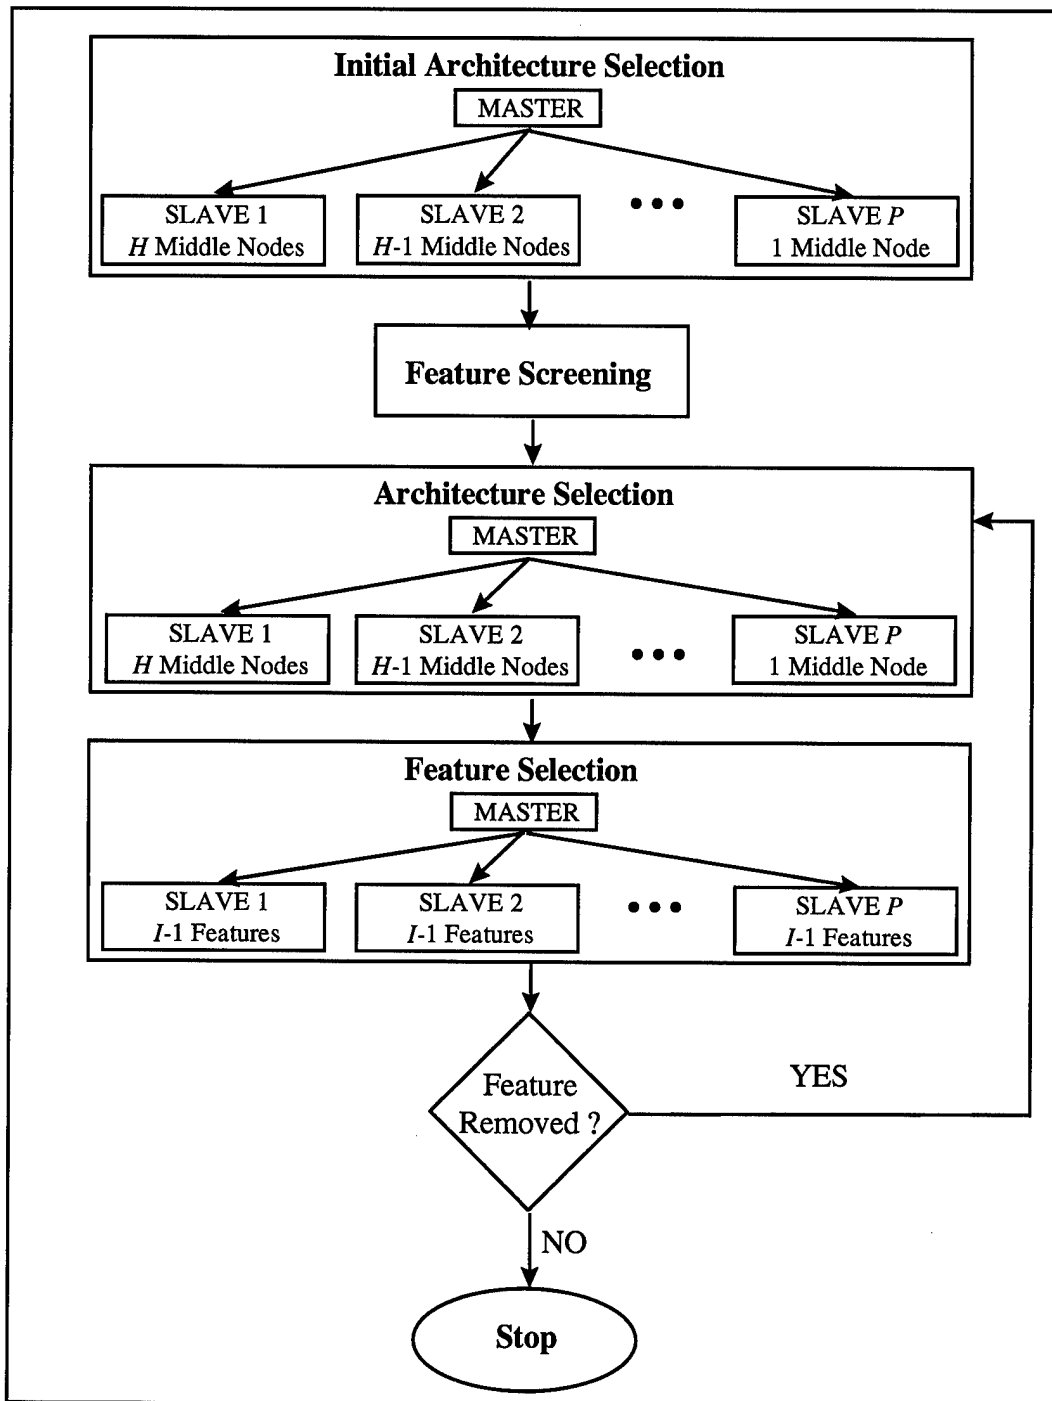 Initial Architecture Selection
MASTER
SLAVE 1
H Middle Nodes
SLAVE 2
H-1 Middle Nodes
•••
SLAVE P
1 Middle Node
Feature Screening
Architecture Selection
MASTER
SLAVE 1
H Middle Nodes
SLAVE 2
H-1 Middle Nodes
•••
SLAVE P
1 Middle Node
Feature Selection
MASTER
SLAVE 1
I-1 Features
SLAVE 2
I-1 Features
•••
SLAVE P
I-1 Features
Feature
Removed ?
YES
NO
Stop